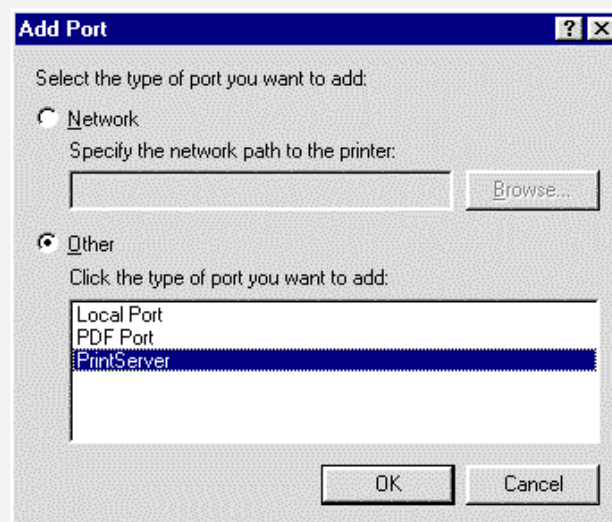 Add Port
Select the type of port you want to add:
Network
Specify the network path to the printer:
Browse...
Other
Click the type of port you want to add:
Local Port
PDF Port
PrintServer
OK Cancel